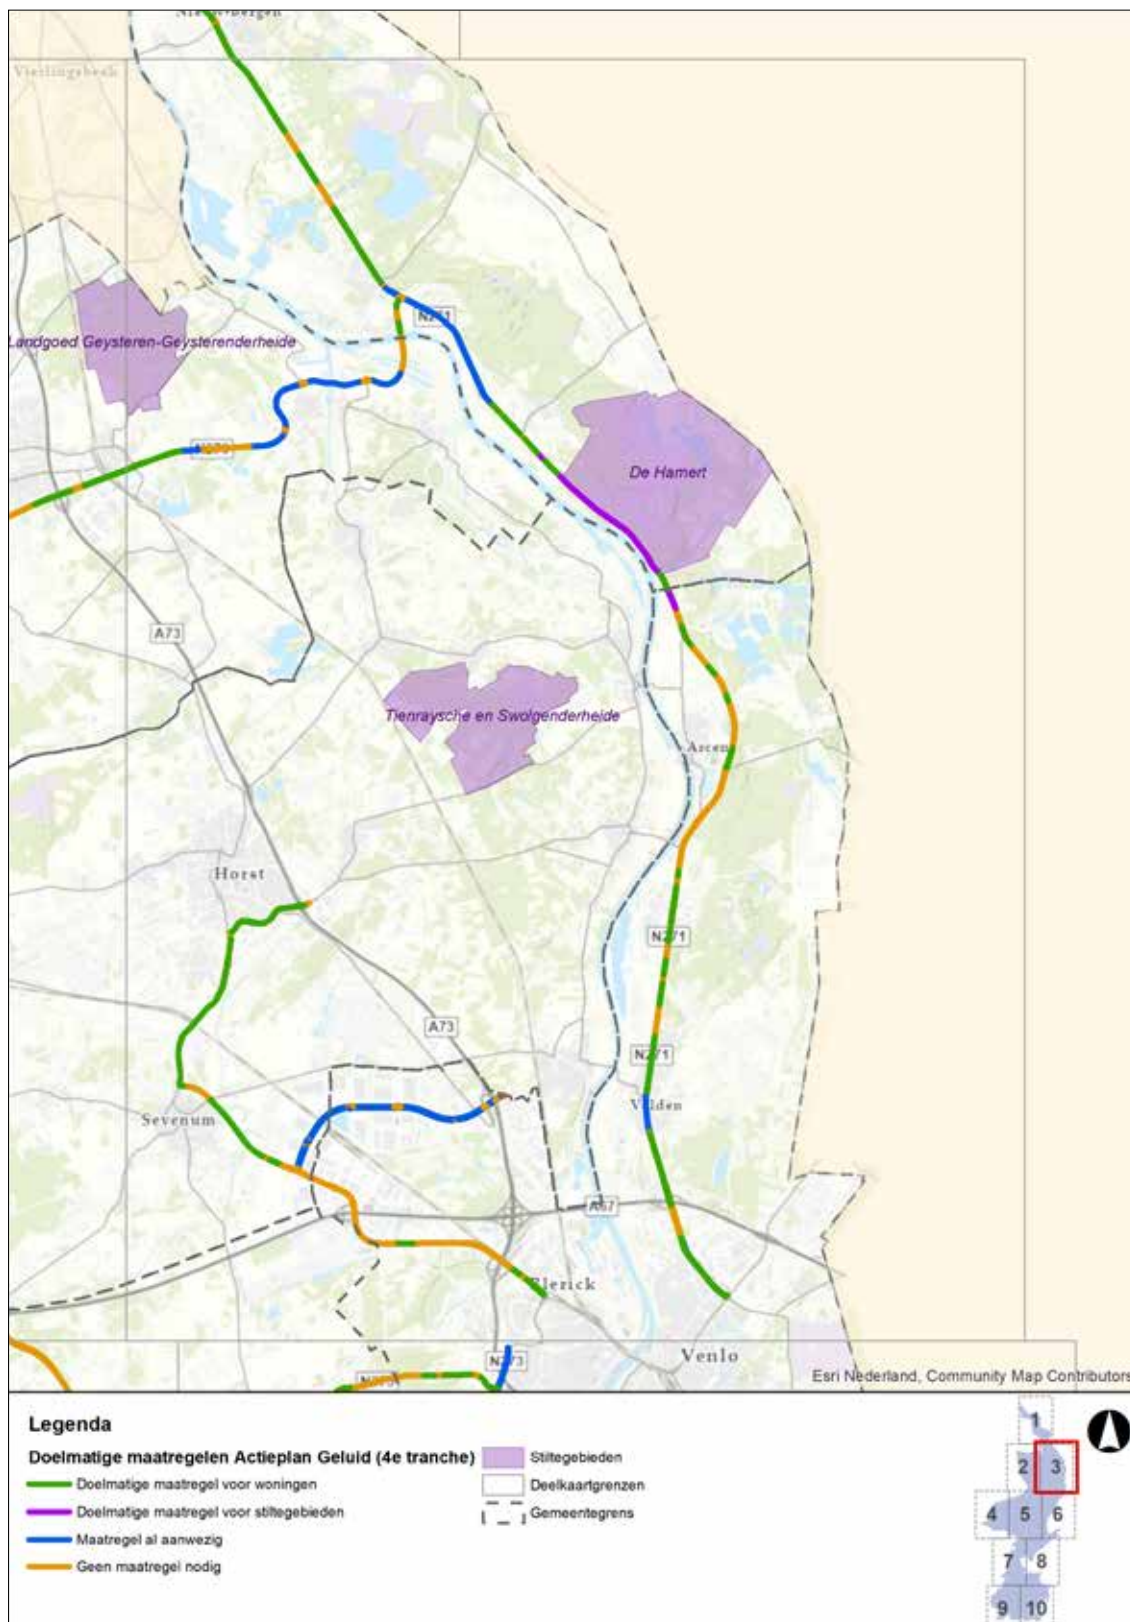 Vierlingsbeek
N271
Landgoed Geysteren-Geysterenderheide
N270
De Hamert
A73
Tienraysche en Swolgenderheide
Arcen
Horst
N271
A73
N271
Velden
Sevenum
A67
Blerick
N273
Venlo
Esri Nederland, Community Map Contributors
Legenda
Doelmatige maatregelen Actieplan Geluid (4e tranche)
Doelmatige maatregel voor woningen
Doelmatige maatregel voor stiltegebieden
Maatregel al aanwezig
Geen maatregel nodig
Stiltegebieden
Deelkaartgrenzen
Gemeentegrens
1
2 3
4 5 6
7 8
9 10